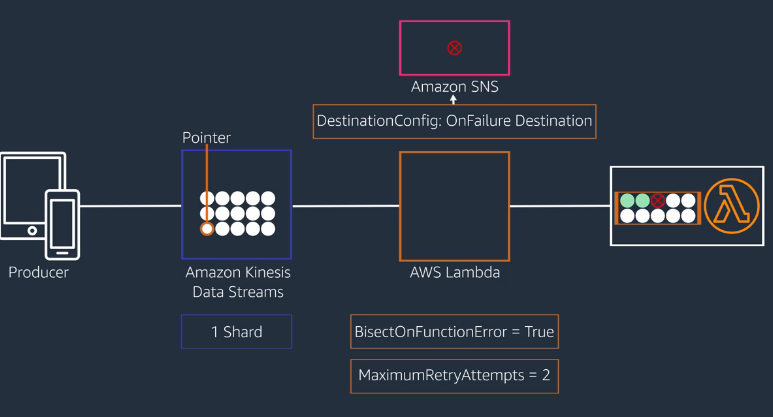 Amazon SNS
DestinationConfig: OnFailure Destination
Pointer
Producer
Amazon Kinesis
Data Streams
AWS Lambda
1 Shard
BisectOnFunctionError = True
MaximumRetryAttempts = 2